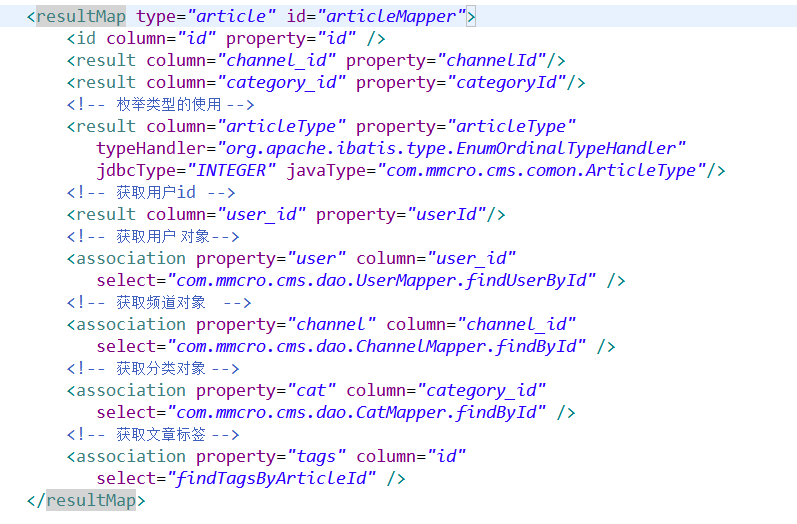 <resultMap type="article" id="articleMapper">
<id column="id" property="id" />
<result column="channel_id" property="channelId"/>
<result column="category_id" property="categoryId"/>
<!-- 枚举类型的使用 -->
<result column="articleType" property="articleType"
typeHandler="org.apache.ibatis.type.EnumOrdinalTypeHandler"
jdbcType="INTEGER" javaType="com.mmcro.cms.comon.ArticleType"/>
<!-- 获取用户id -->
<result column="user_id" property="userId"/>
<!-- 获取用户 对象-->
<association property="user" column="user_id"
select="com.mmcro.cms.dao.UserMapper.findUserById" />
<!-- 获取频道对象  -->
<association property="channel" column="channel_id"
select="com.mmcro.cms.dao.ChannelMapper.findById" />
<!-- 获取分类对象 -->
<association property="cat" column="category_id"
select="com.mmcro.cms.dao.CatMapper.findById" />
<!-- 获取文章标签 -->
<association property="tags" column="id"
select="findTagsByArticleId" />
</resultMap>